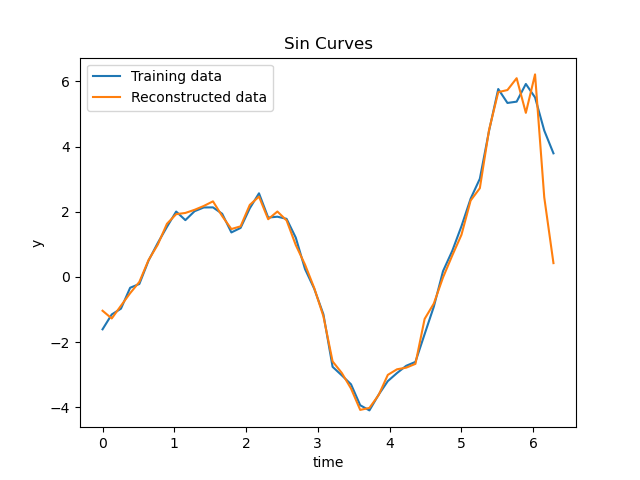 Sin Curves
Training data
Reconstructed data
6
4
2
0
−2
−4
y
0 1 2 3 4 5 6
time